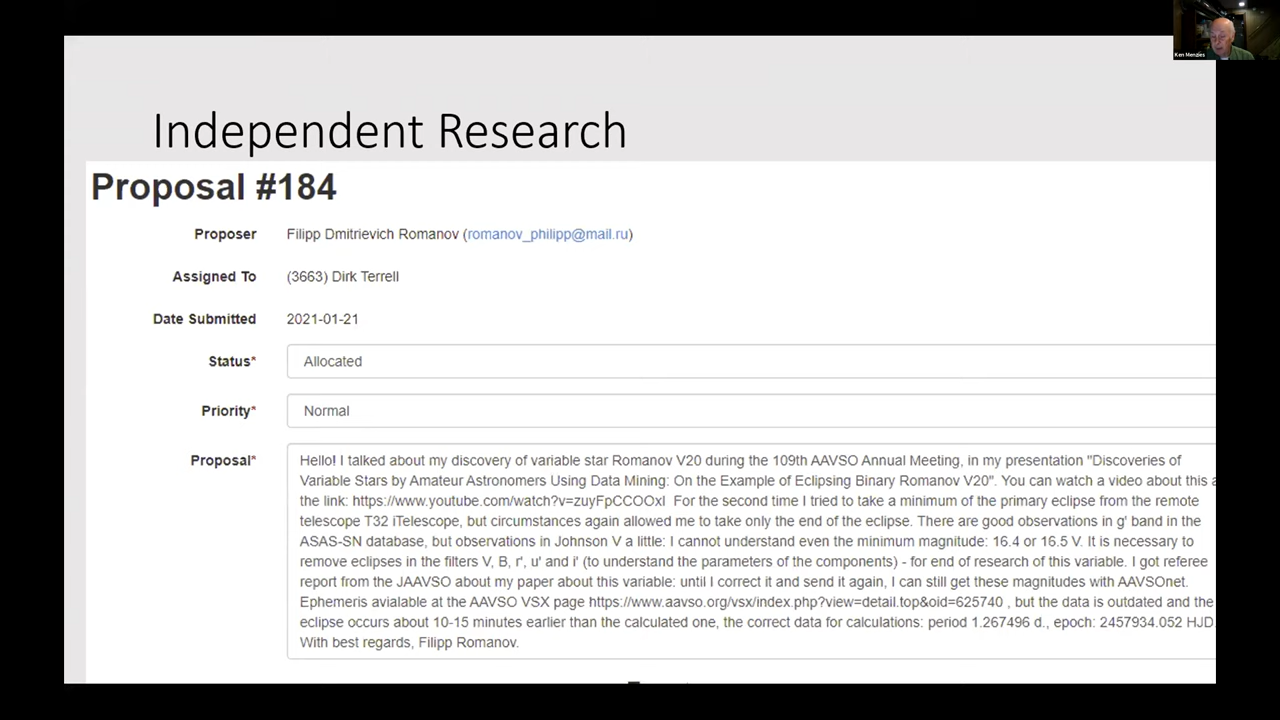 Ken Menzies
Independent Research
Proposal #184
Proposer Filipp Dmitrievich Romanov (romanov_philipp@mail.ru)
Assigned To (3663) Dirk Terrell
Date Submitted 2021-01-21
Status* Allocated
Priority* Normal
Proposal* Hello! I talked about my discovery of variable star Romanov V20 during the 109th AAVSO Annual Meeting, in my presentation "Discoveries of
Variable Stars by Amateur Astronomers Using Data Mining: On the Example of Eclipsing Binary Romanov V20". You can watch a video about this a
the link: https://www.youtube.com/watch?v=zuyFpCCOOxI For the second time I tried to take a minimum of the primary eclipse from the remote
telescope T32 iTelescope, but circumstances again allowed me to take only the end of the eclipse. There are good observations in g' band in the
ASAS-SN database, but observations in Johnson V a little: I cannot understand even the minimum magnitude: 16.4 or 16.5 V. It is necessary to
remove eclipses in the filters V, B, r', u' and i' (to understand the parameters of the components) - for end of research of this variable. I got referee
report from the JAAVSO about my paper about this variable: until I correct it and send it again, I can still get these magnitudes with AAVSOnet.
Ephemeris avialable at the AAVSO VSX page https://www.aavso.org/vsx/index.php?view=detail.top&oid=625740 , but the data is outdated and the
eclipse occurs about 10-15 minutes earlier than the calculated one, the correct data for calculations: period 1.267496 d., epoch: 2457934.052 HJD.
With best regards, Filipp Romanov.